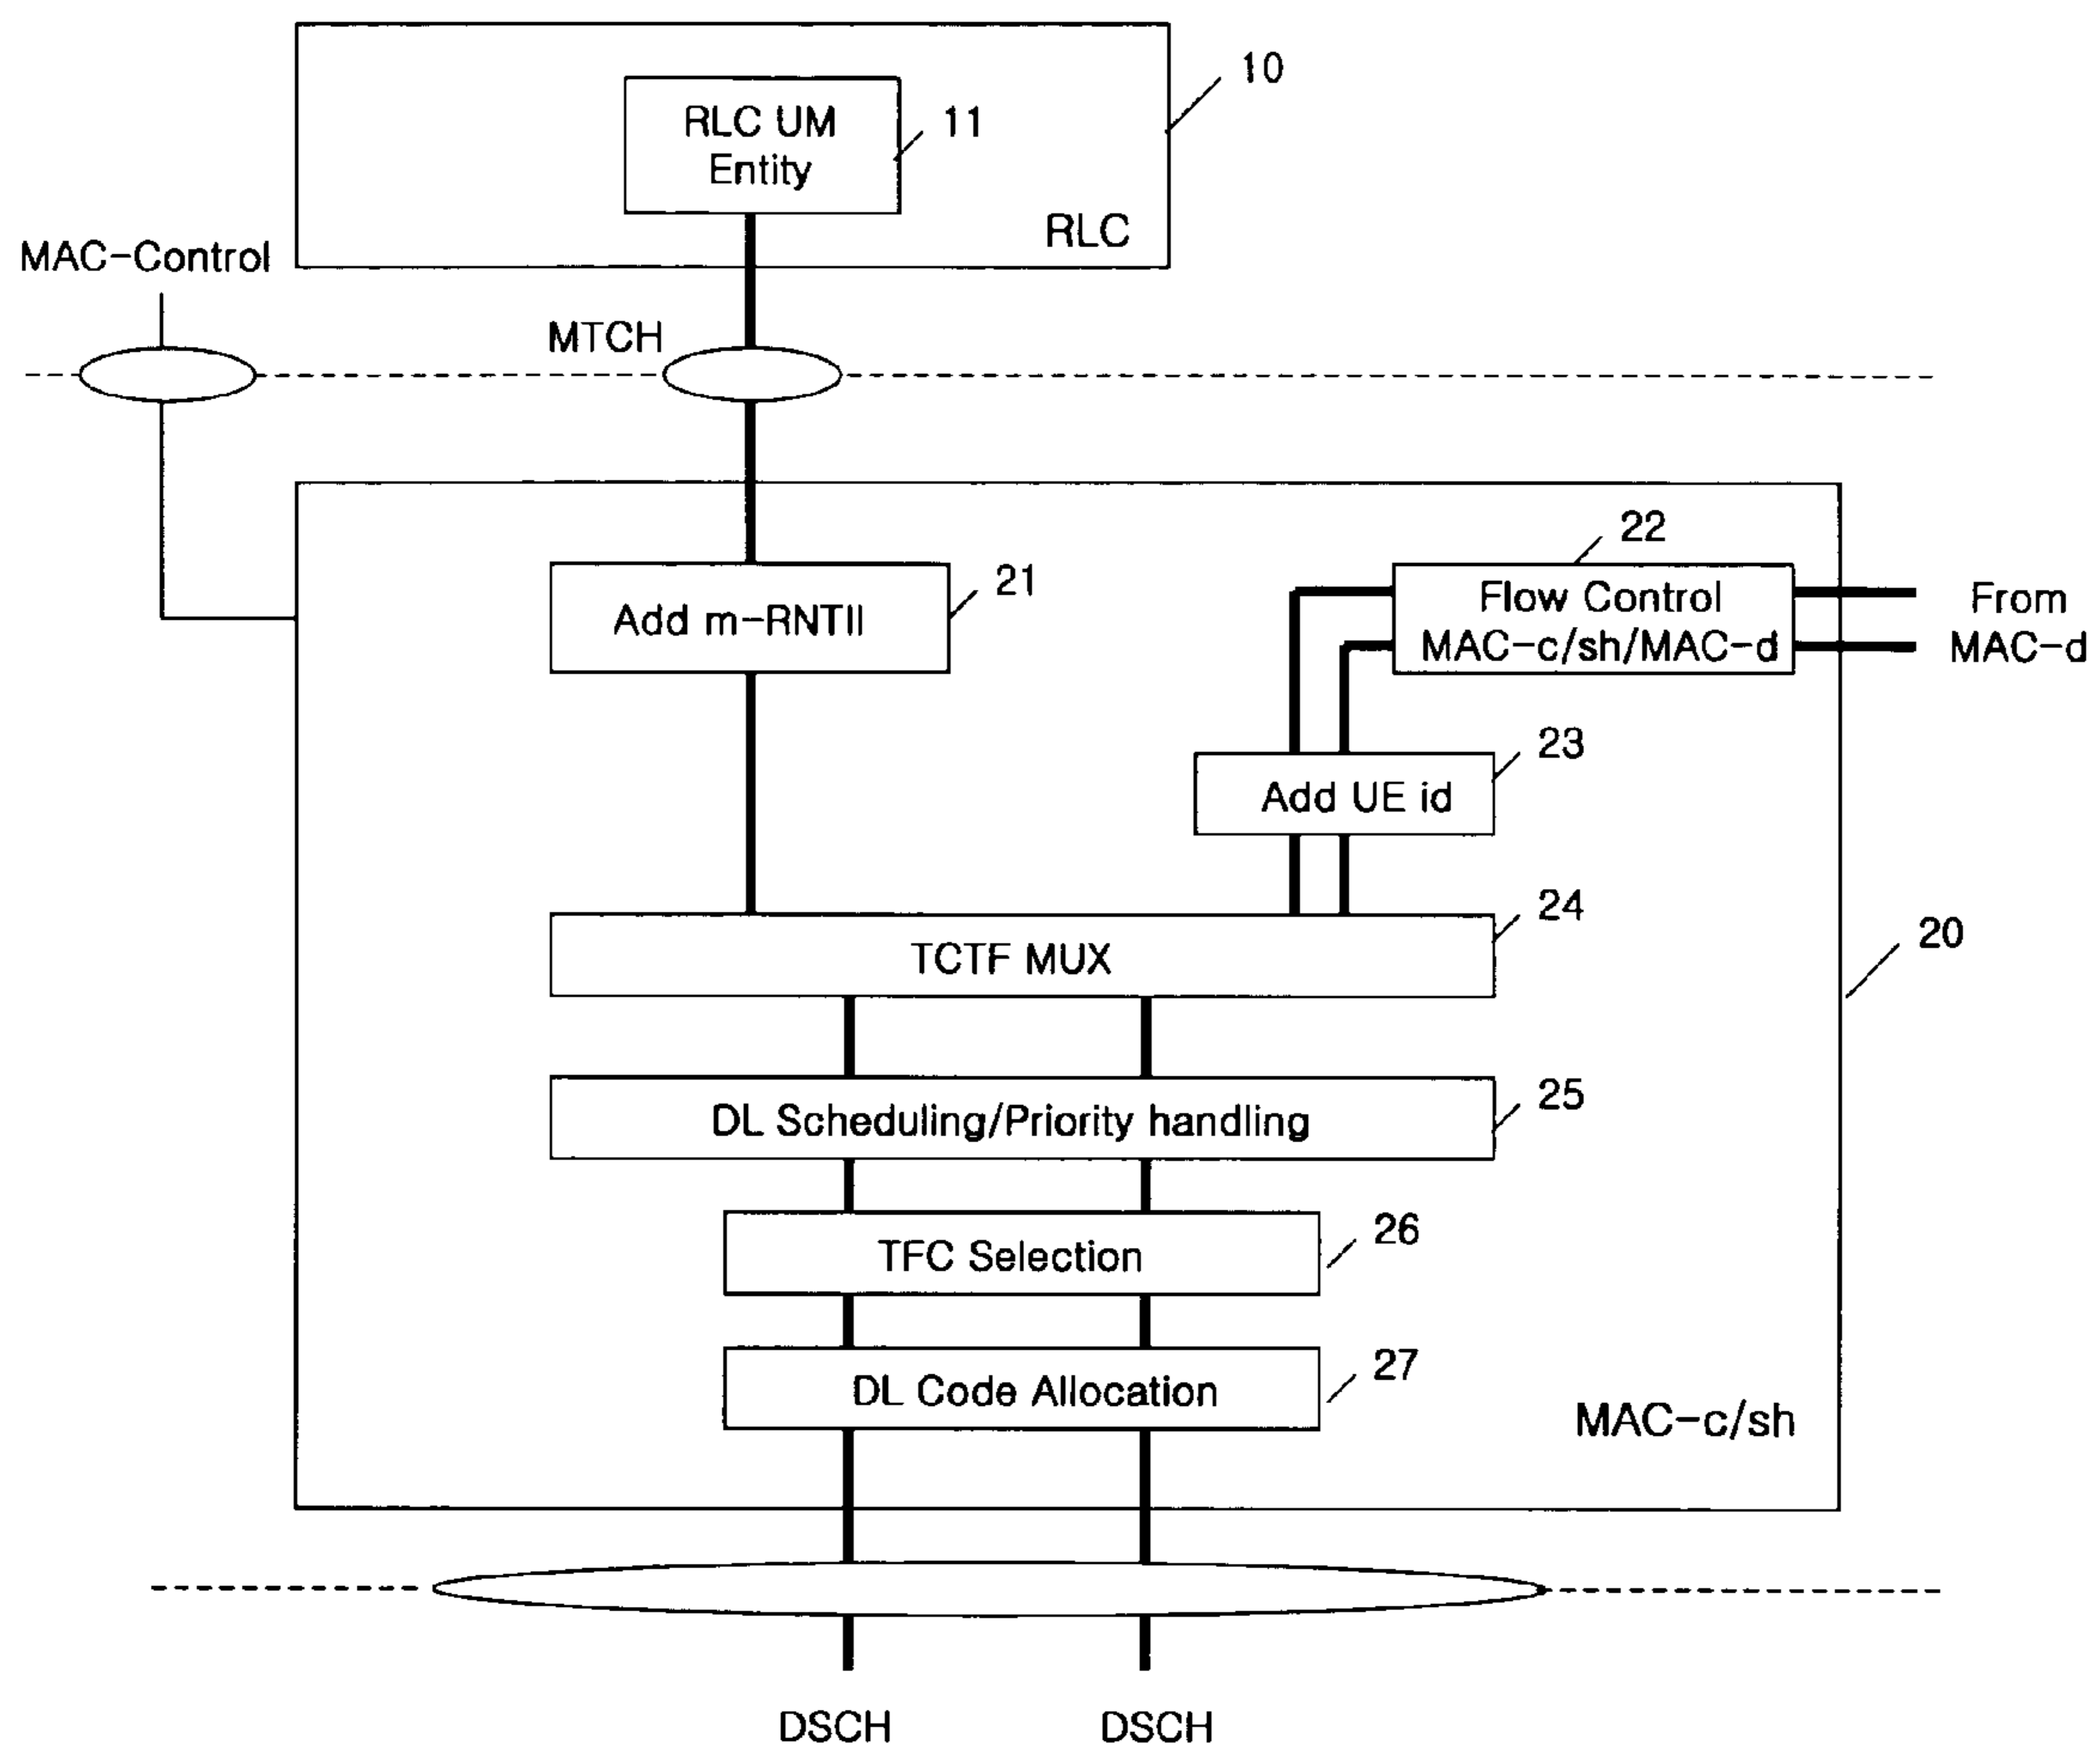 10
RLC UM
Entity
11
RLC
MAC-Control
MTCH
22
Add m-RNTII
21
Flow Control
MAC-c/sh/MAC-d
From
MAC-d
23
Add UE id
24
TCTF MUX
20
25
DL Scheduling/Priority handling
26
TFC Selection
27
DL Code Allocation
MAC-c/sh
DSCH
DSCH